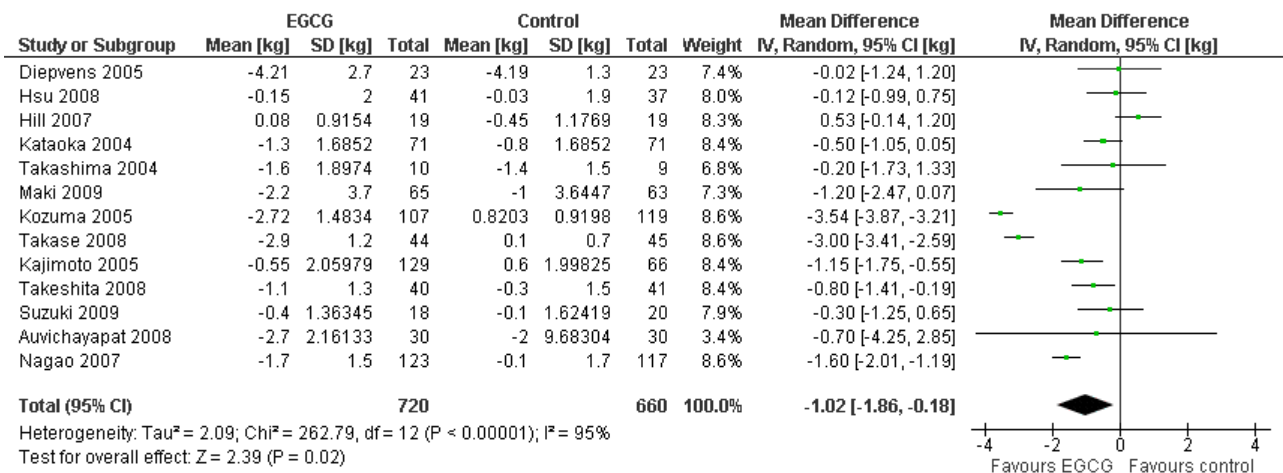 EGCG Control Mean Difference Mean Difference
Study or Subgroup Mean [kg] SD [kg] Total Mean [kg] SD [kg] Total Weight IV, Random, 95% CI [kg] IV, Random, 95% CI [kg]
Diepvens 2005 -4.21 2.7 23 -4.19 1.3 23 7.4% -0.02 [-1.24, 1.20]
Hsu 2008 -0.15 2 41 -0.03 1.9 37 8.0% -0.12 [-0.99, 0.75]
Hill 2007 0.08 0.9154 19 -0.45 1.1769 19 8.3% 0.53 [-0.14, 1.20]
Kataoka 2004 -1.3 1.6852 71 -0.8 1.6852 71 8.4% -0.50 [-1.05, 0.05]
Takashima 2004 -1.6 1.8974 10 -1.4 1.5 9 6.8% -0.20 [-1.73, 1.33]
Maki 2009 -2.2 3.7 65 -1 3.6447 63 7.3% -1.20 [-2.47, 0.07]
Kozuma 2005 -2.72 1.4834 107 0.8203 0.9198 119 8.6% -3.54 [-3.87, -3.21]
Takase 2008 -2.9 1.2 44 0.1 0.7 45 8.6% -3.00 [-3.41, -2.59]
Kajimoto 2005 -0.55 2.05979 129 0.6 1.99825 66 8.4% -1.15 [-1.75, -0.55]
Takeshita 2008 -1.1 1.3 40 -0.3 1.5 41 8.4% -0.80 [-1.41, -0.19]
Suzuki 2009 -0.4 1.36345 18 -0.1 1.62419 20 7.9% -0.30 [-1.25, 0.65]
Auvichayapat 2008 -2.7 2.16133 30 -2 9.68304 30 3.4% -0.70 [-4.25, 2.85]
Nagao 2007 -1.7 1.5 123 -0.1 1.7 117 8.6% -1.60 [-2.01, -1.19]
Total (95% CI) 720 660 100.0% -1.02 [-1.86, -0.18]
Heterogeneity: Tau² = 2.09; Chi² = 262.79, df = 12 (P < 0.00001); I² = 95%
Test for overall effect: Z = 2.39 (P = 0.02)
-4 -2 0 2 4
Favours EGCG Favours control